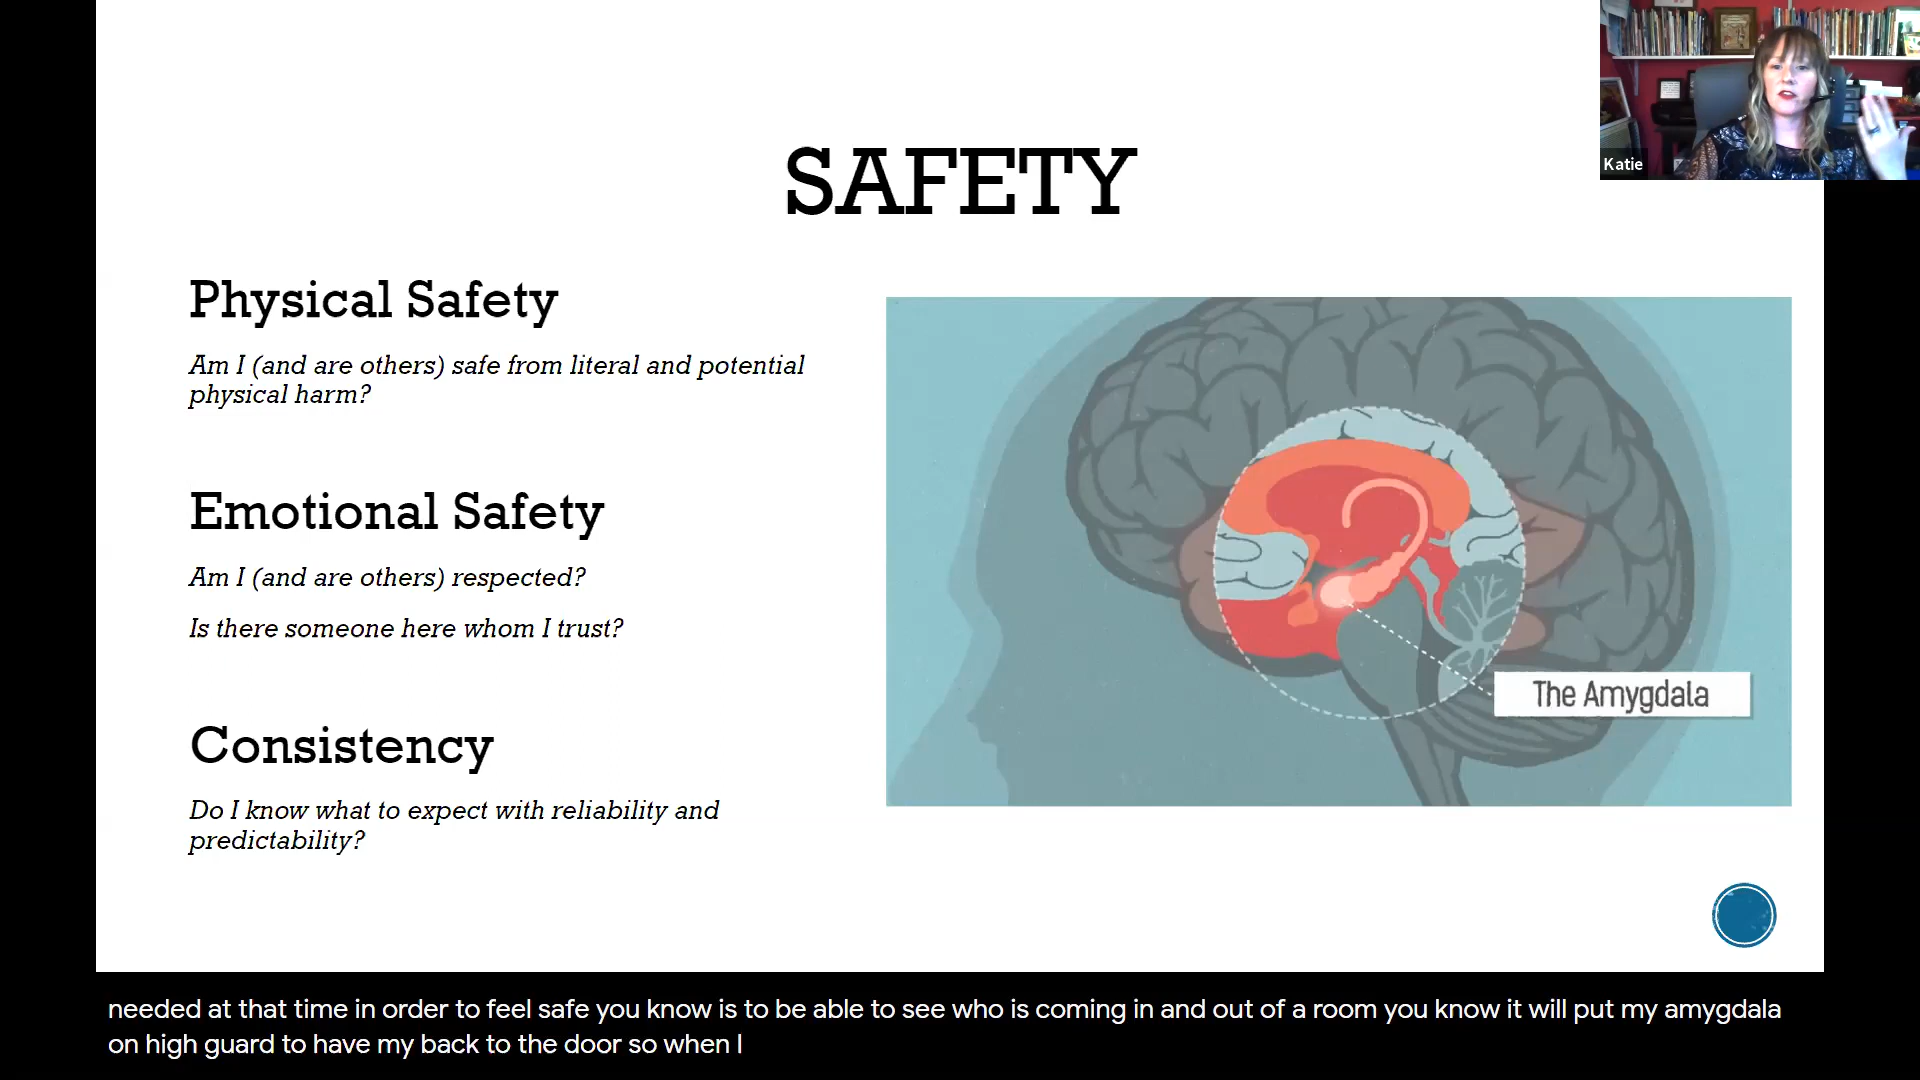 SAFETY
Physical Safety
Am I (and are others) safe from literal and potential
physical harm?
Emotional Safety
Am I (and are others) respected?
Is there someone here whom I trust?
Consistency
Do I know what to expect with reliability and
predictability?
The Amygdala
Katie
needed at that time in order to feel safe you know is to be able to see who is coming in and out of a room you know it will put my amygdala
on high guard to have my back to the door so when I